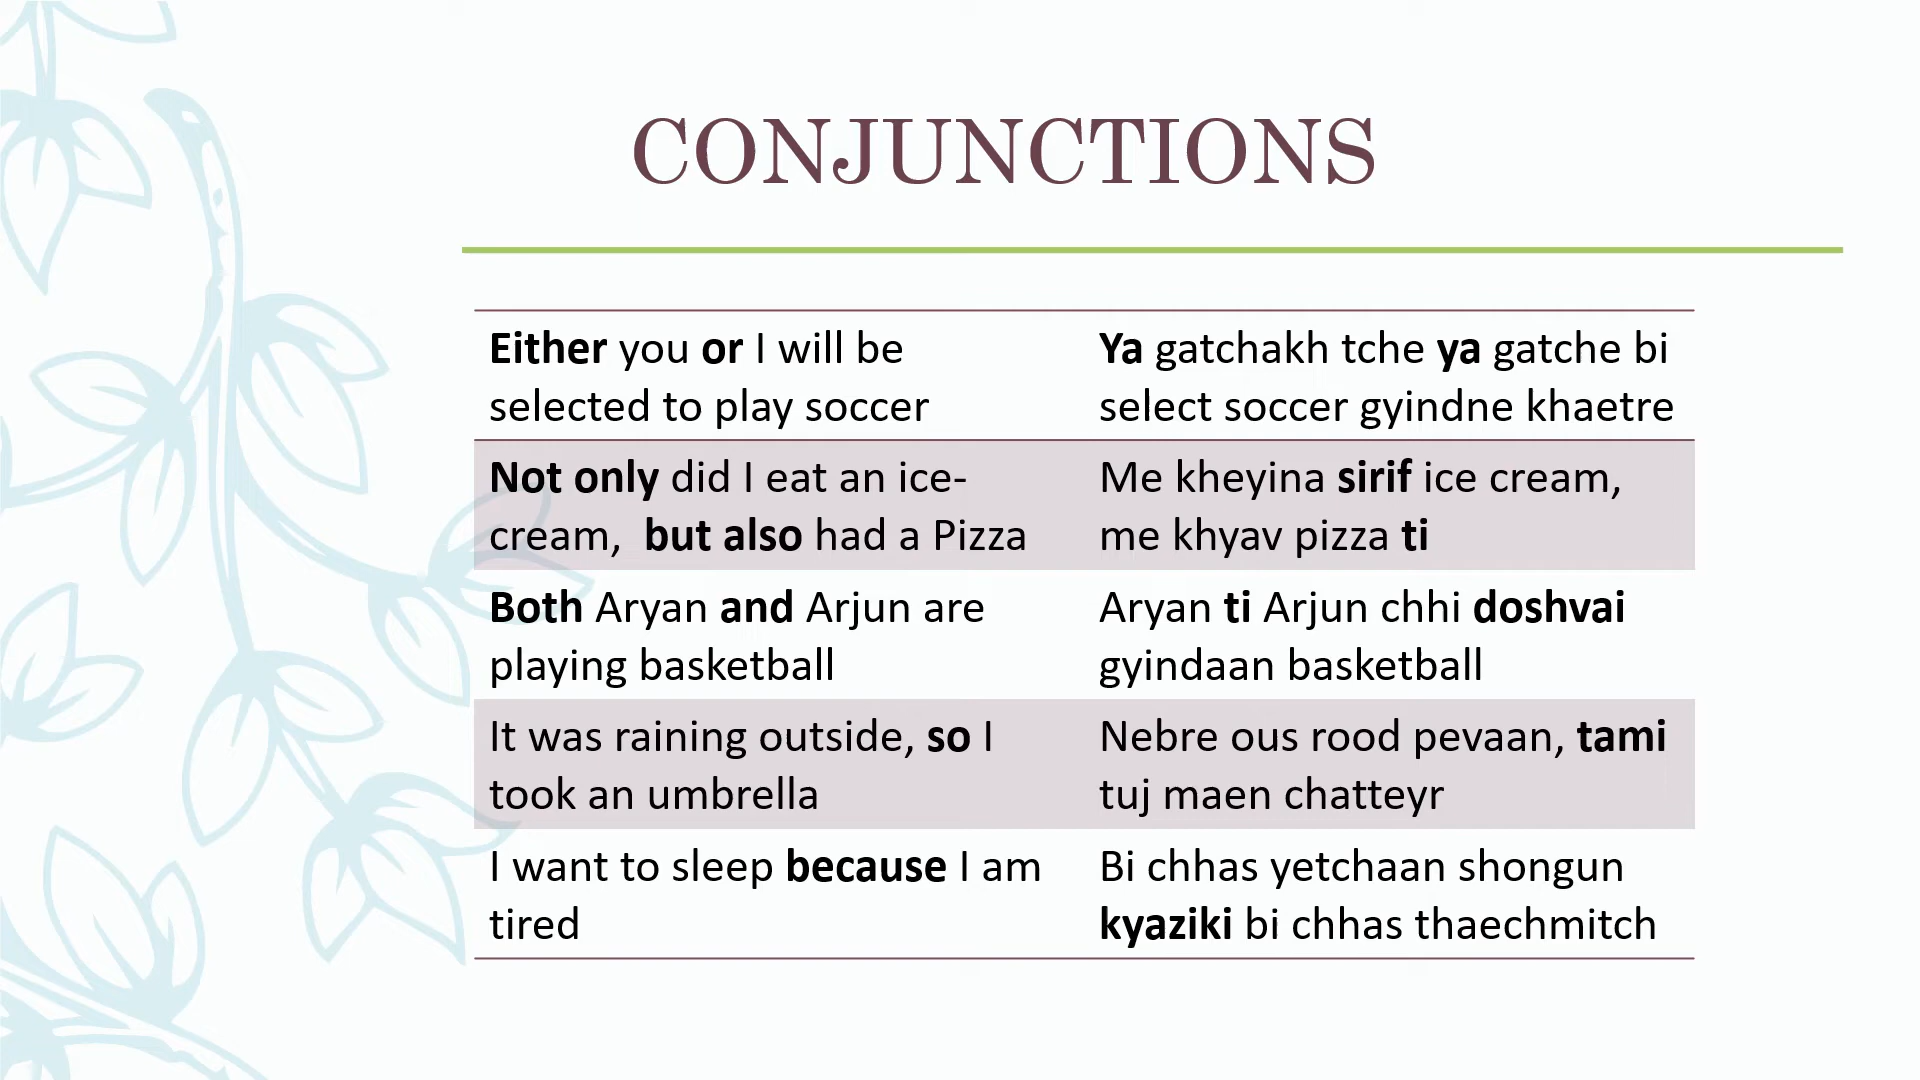 CONJUNCTIONS
Either you or I will be
selected to play soccer
Ya gatchakh tche ya gatche bi
select soccer gyindne khaetre
Not only did I eat an ice-
cream,  but also had a Pizza
Me kheyina sirif ice cream,
me khyav pizza ti
Both Aryan and Arjun are
playing basketball
Aryan ti Arjun chhi doshvai
gyindaan basketball
It was raining outside, so I
took an umbrella
Nebre ous rood pevaan, tami
tuj maen chatteyr
I want to sleep because I am
tired
Bi chhas yetchaan shongun
kyaziki bi chhas thaechmitch